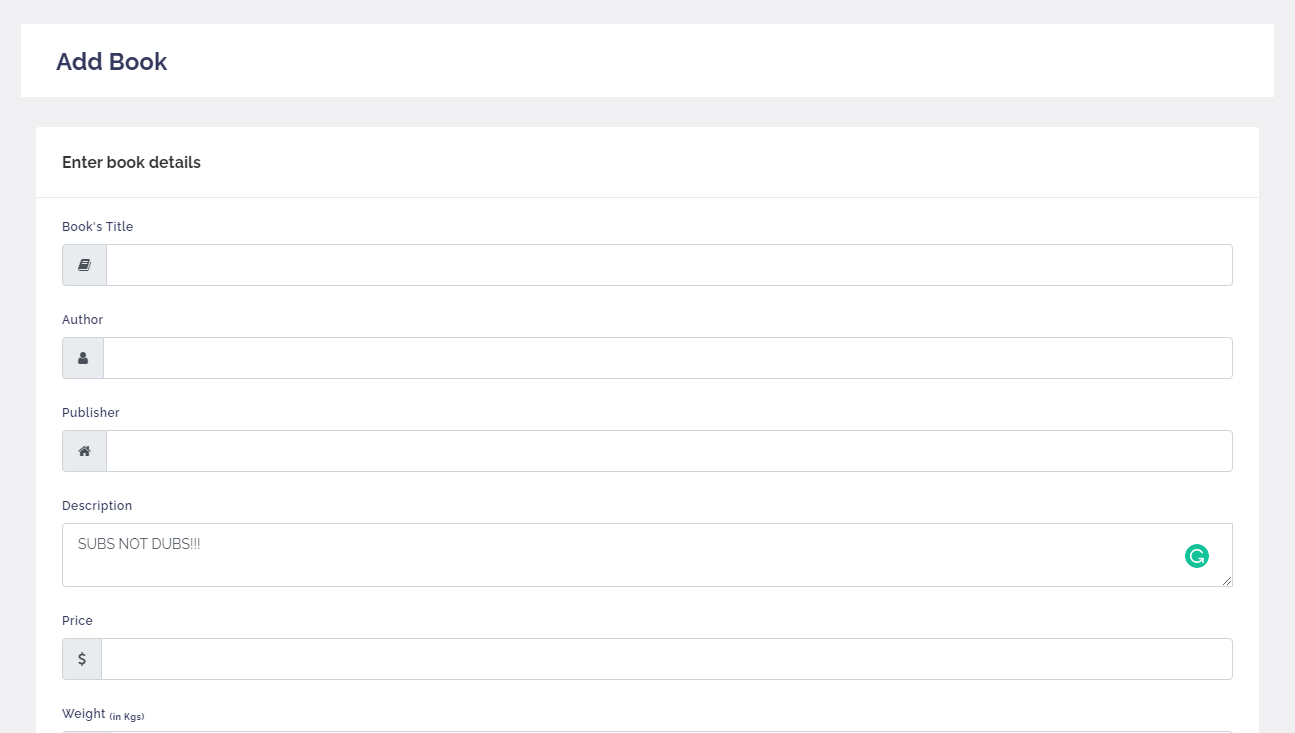 Add Book
Enter book details
Book's Title
Author
Publisher
Description
SUBS NOT DUBS!!!
Price
$
Weight (in Kgs)